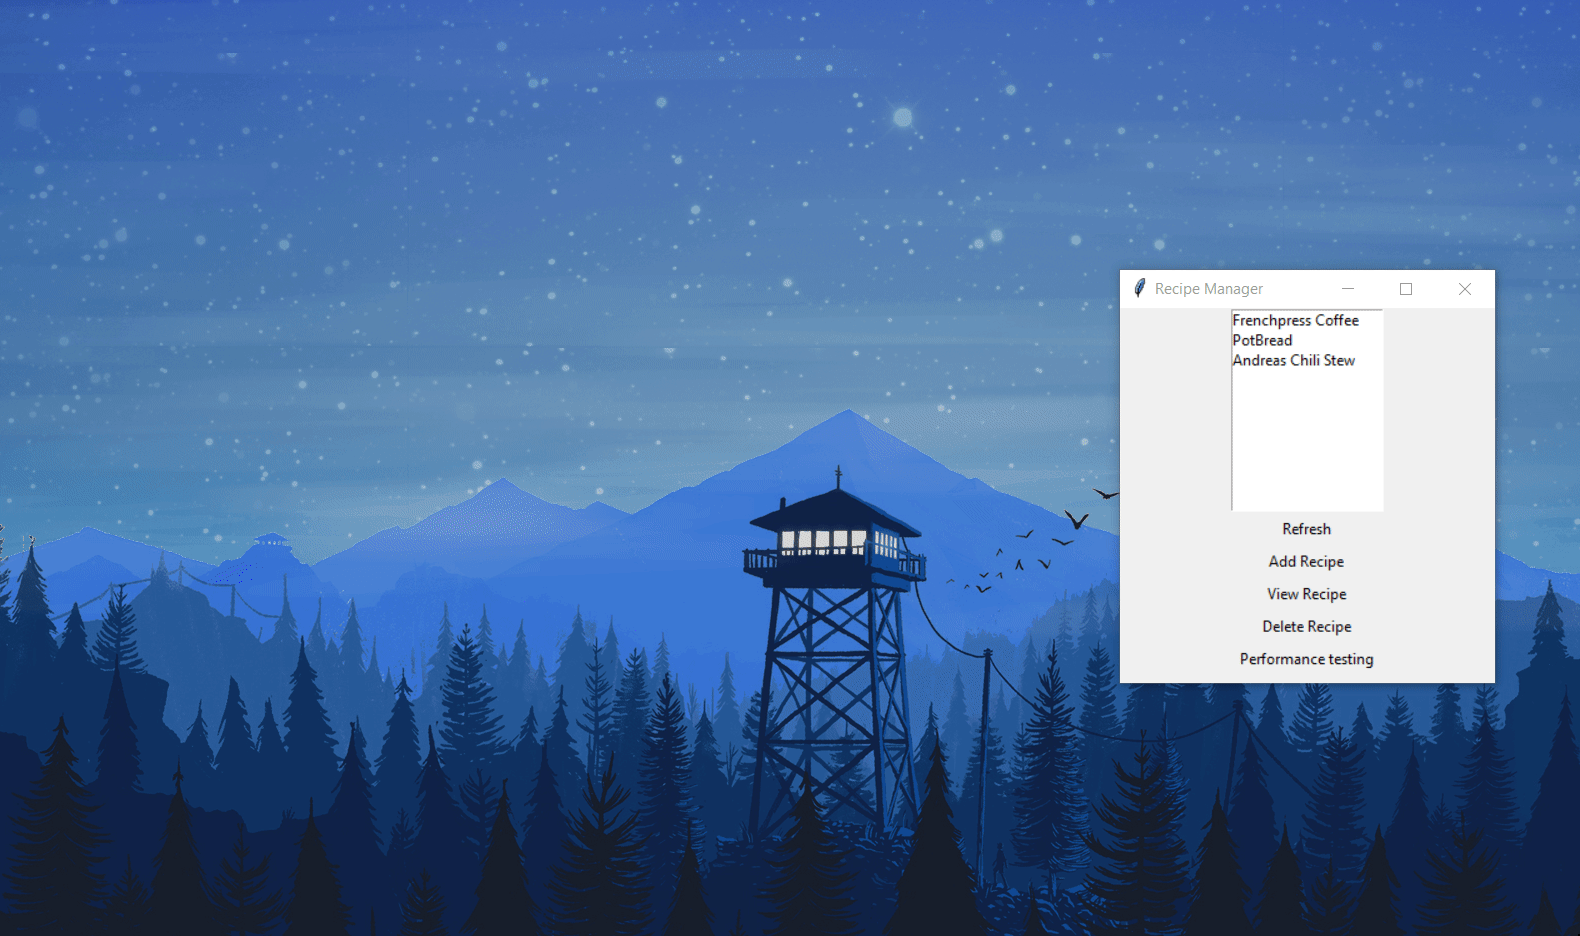 Recipe Manager
Frenchpress Coffee
PotBread
Andreas Chili Stew
Refresh
Add Recipe
View Recipe
Delete Recipe
Performance testing